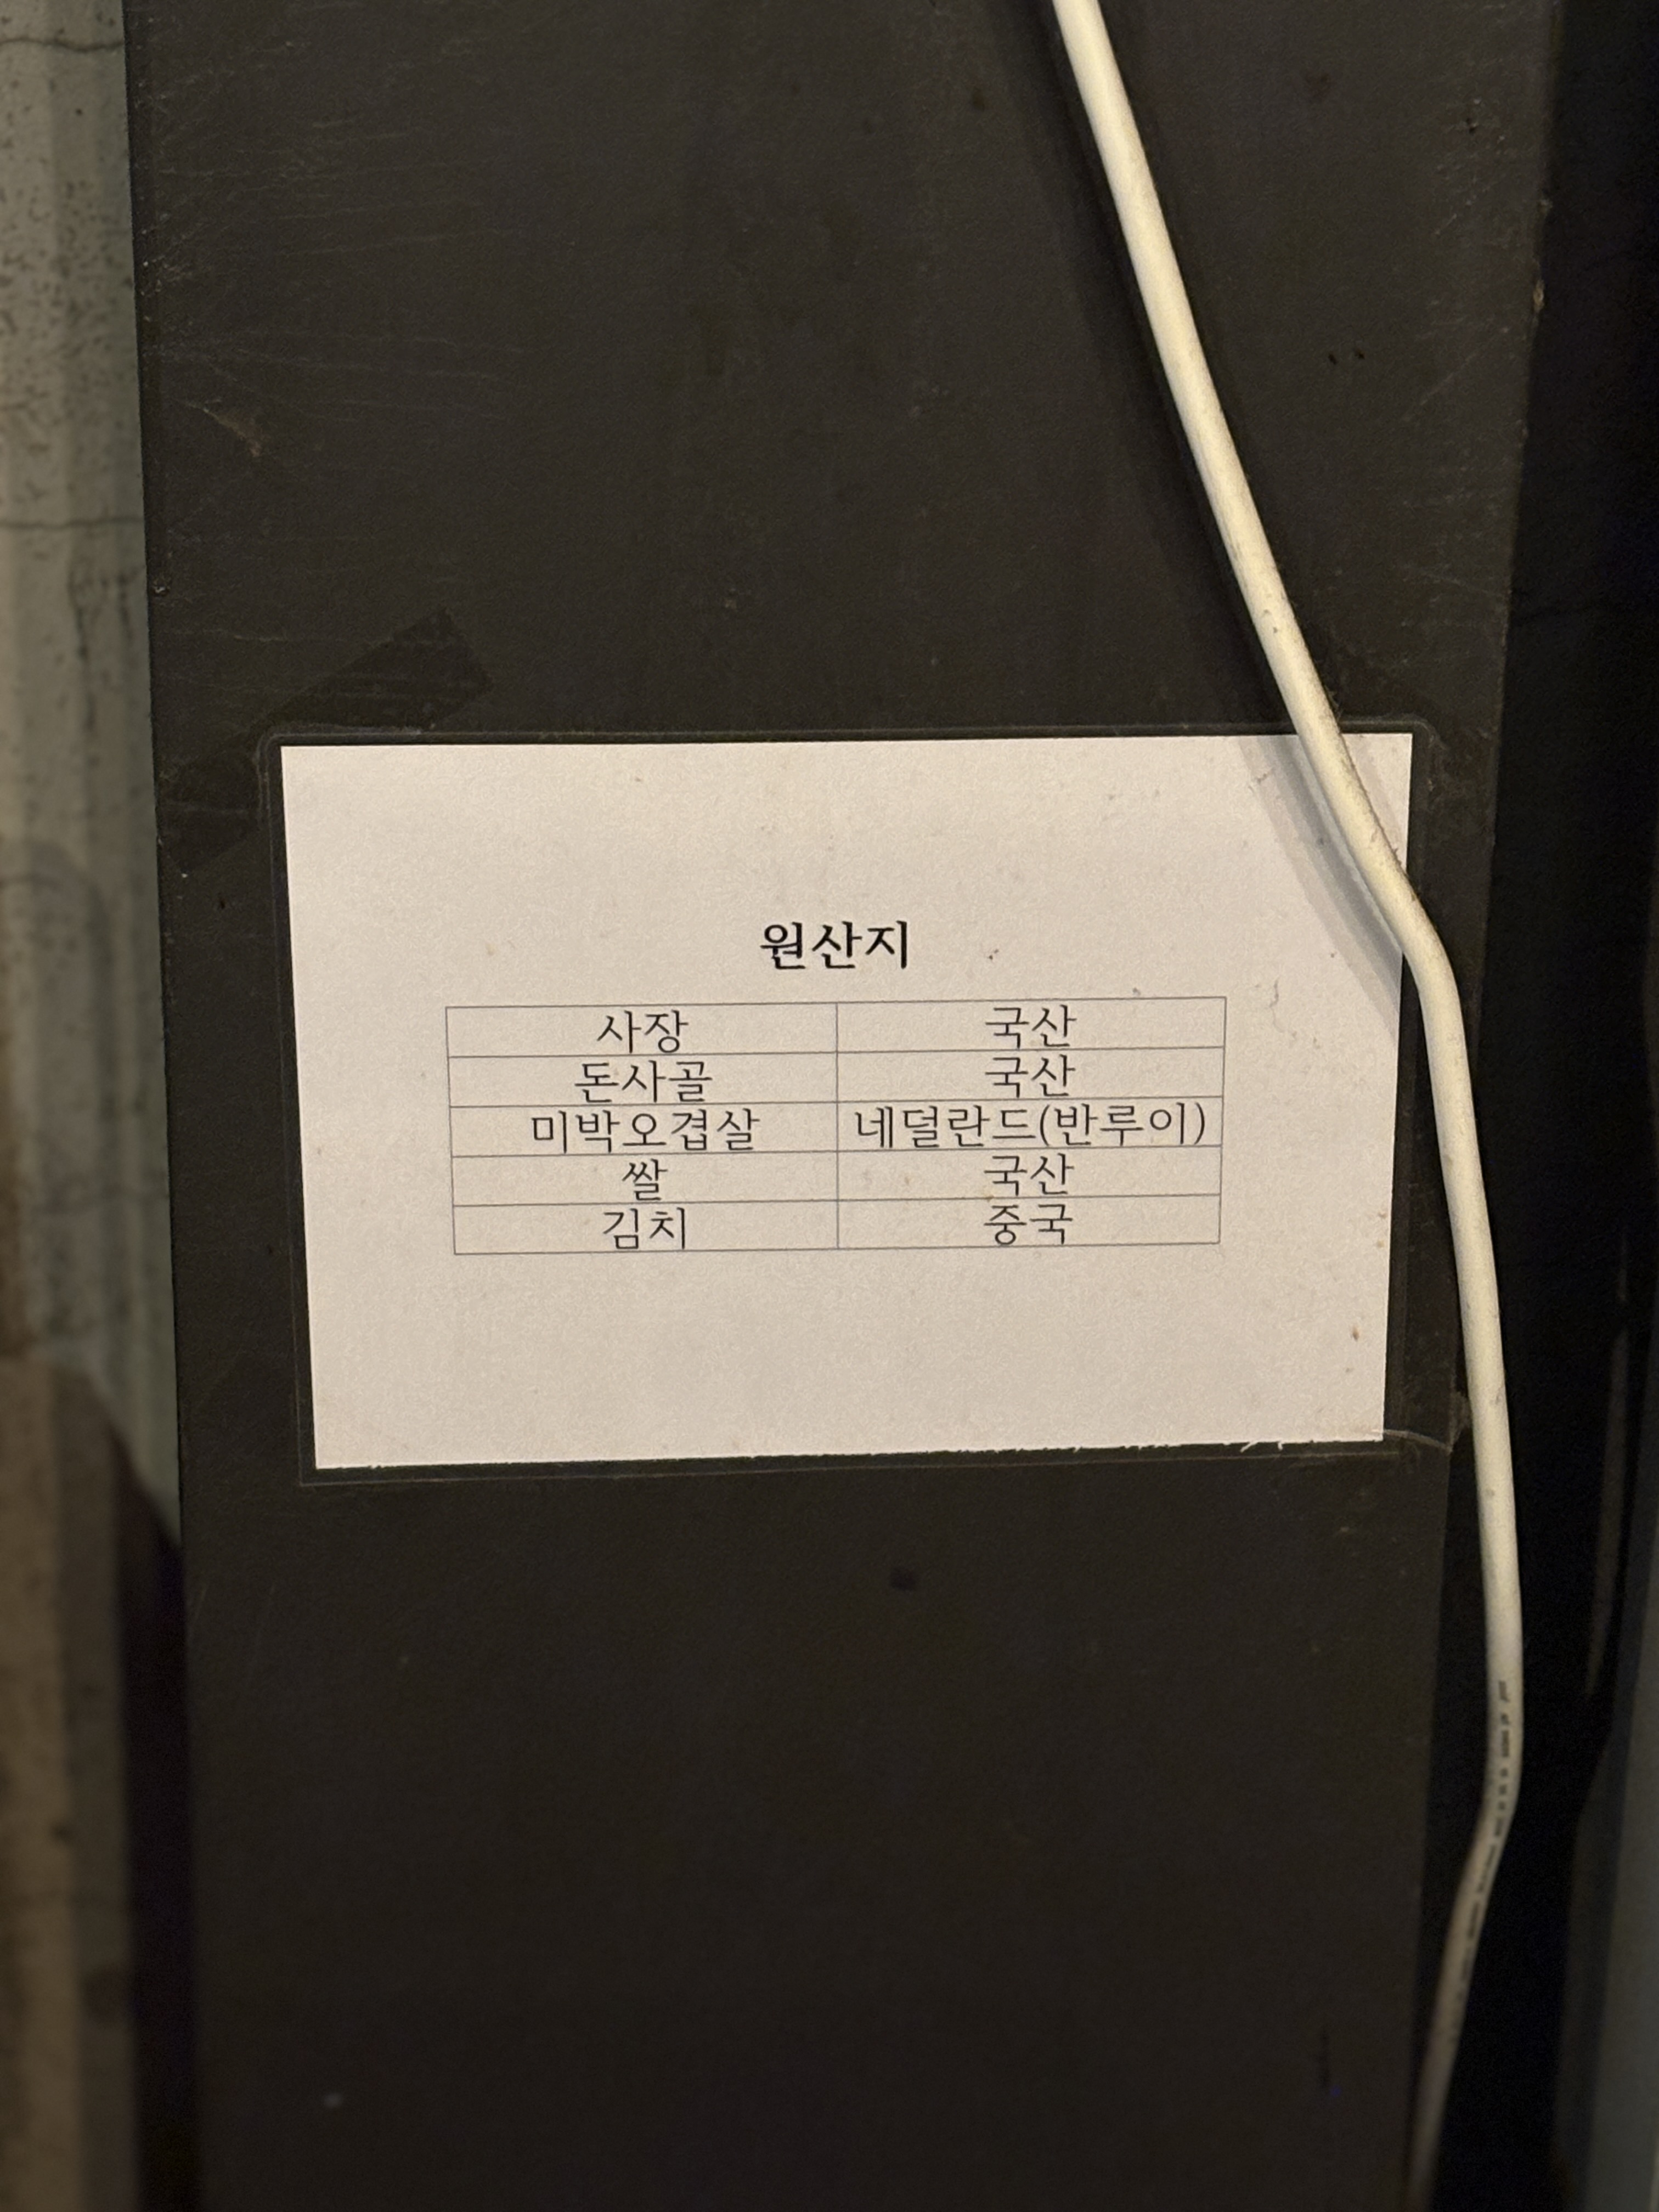 원산지
사장 국산
돈사골 국산
미박오겹살 네덜란드(반루이)
쌀 국산
김치 중국